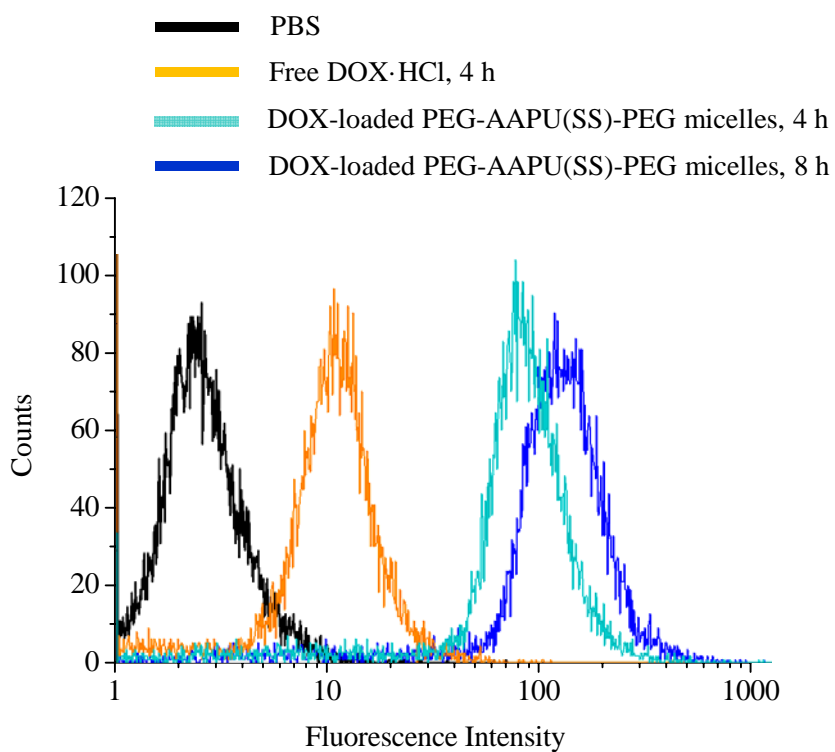 PBS
Free DOX·HCl, 4 h
DOX-loaded PEG-AAPU(SS)-PEG micelles, 4 h
DOX-loaded PEG-AAPU(SS)-PEG micelles, 8 h
120
100
80
60
40
20
0
Counts
1 10 100 1000
Fluorescence Intensity